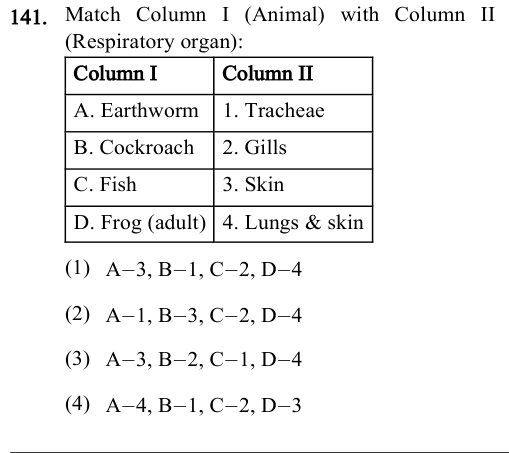 141. Match Column I (Animal) with Column II
(Respiratory organ):
Column I Column II
A. Earthworm 1. Tracheae
B. Cockroach 2. Gills
C. Fish 3. Skin
D. Frog (adult) 4. Lungs & skin
(1) A–3, B–1, C–2, D–4
(2) A–1, B–3, C–2, D–4
(3) A–3, B–2, C–1, D–4
(4) A–4, B–1, C–2, D–3